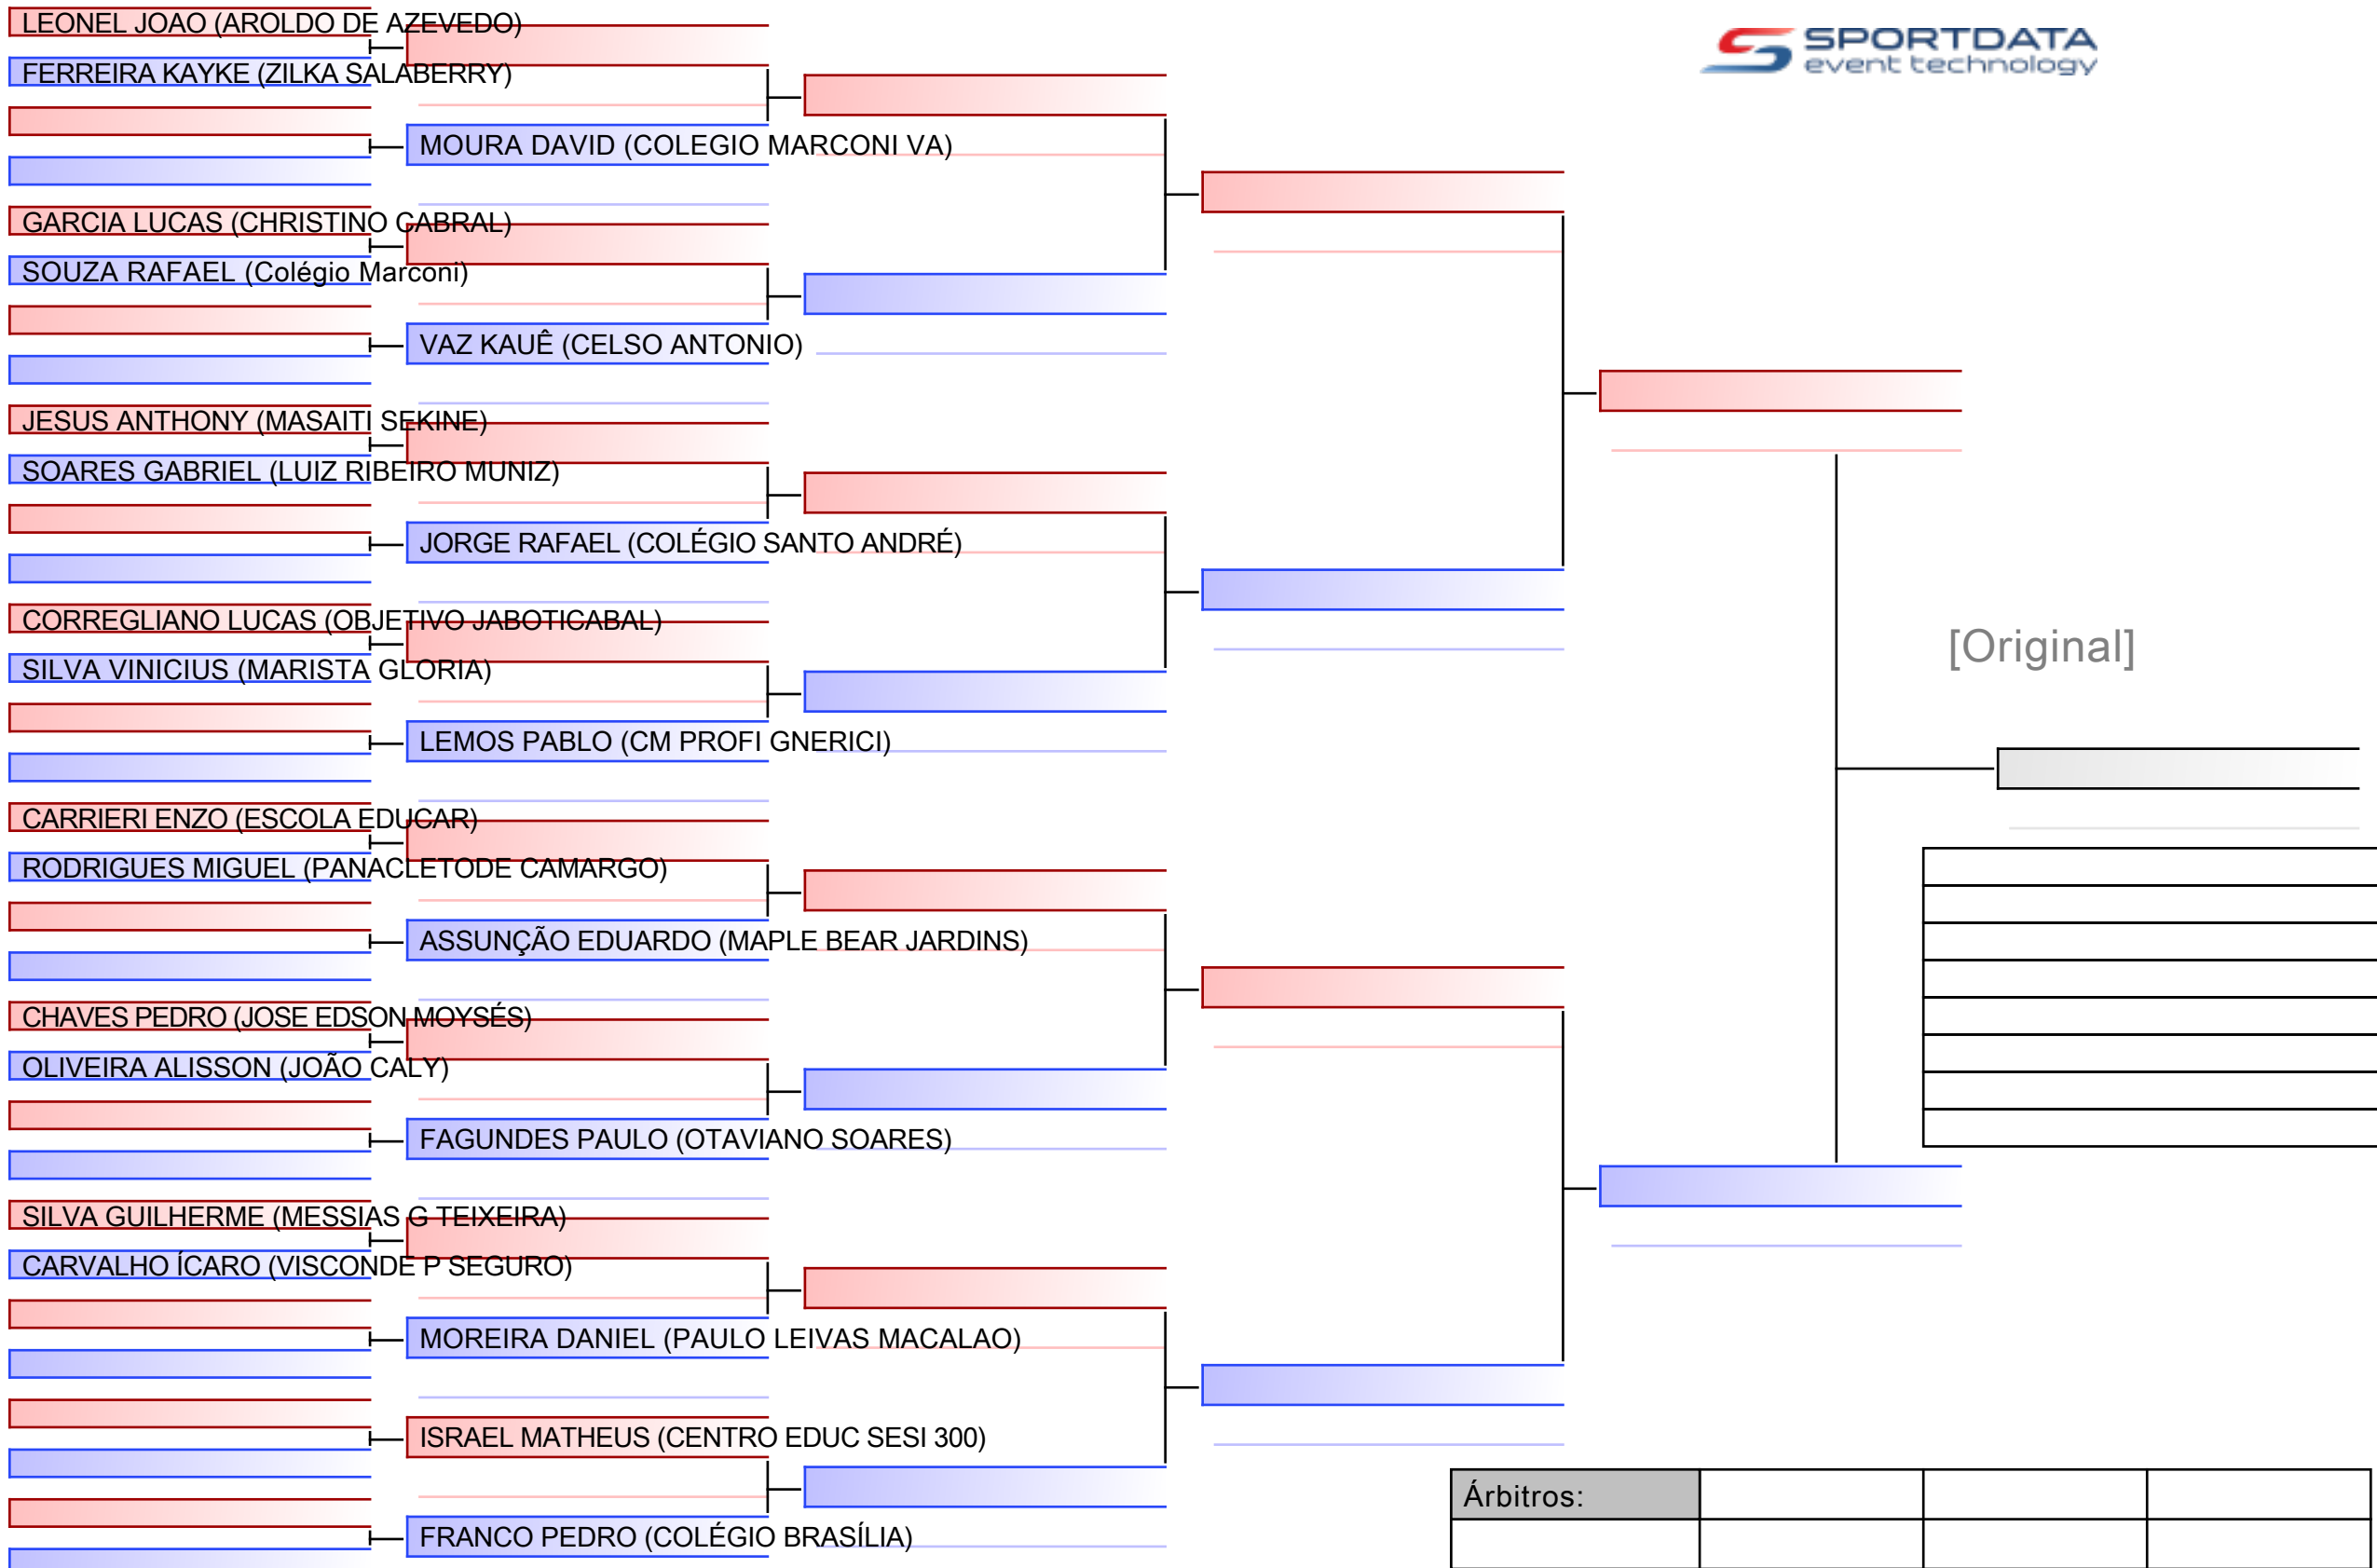 LEONEL JOAO (AROLDO DE AZEVEDO)
FERREIRA KAYKE (ZILKA SALABERRY)
MOURA DAVID (COLEGIO MARCONI VA)
GARCIA LUCAS (CHRISTINO CABRAL)
SOUZA RAFAEL (Colégio Marconi)
VAZ KAUÊ (CELSO ANTONIO)
JESUS ANTHONY (MASAITI SEKINE)
SOARES GABRIEL (LUIZ RIBEIRO MUNIZ)
JORGE RAFAEL (COLÉGIO SANTO ANDRÉ)
CORREGLIANO LUCAS (OBJETIVO JABOTICABAL)
SILVA VINICIUS (MARISTA GLORIA)
LEMOS PABLO (CM PROFI GNERICI)
CARRIERI ENZO (ESCOLA EDUCAR)
RODRIGUES MIGUEL (PANACLETODE CAMARGO)
ASSUNÇÃO EDUARDO (MAPLE BEAR JARDINS)
CHAVES PEDRO (JOSE EDSON MOYSÉS)
OLIVEIRA ALISSON (JOÃO CALY)
FAGUNDES PAULO (OTAVIANO SOARES)
SILVA GUILHERME (MESSIAS G TEIXEIRA)
CARVALHO ÍCARO (VISCONDE P SEGURO)
MOREIRA DANIEL (PAULO LEIVAS MACALAO)
ISRAEL MATHEUS (CENTRO EDUC SESI 300)
FRANCO PEDRO (COLÉGIO BRASÍLIA)
SPORTDATA
event technology
[Original]
Árbitros: